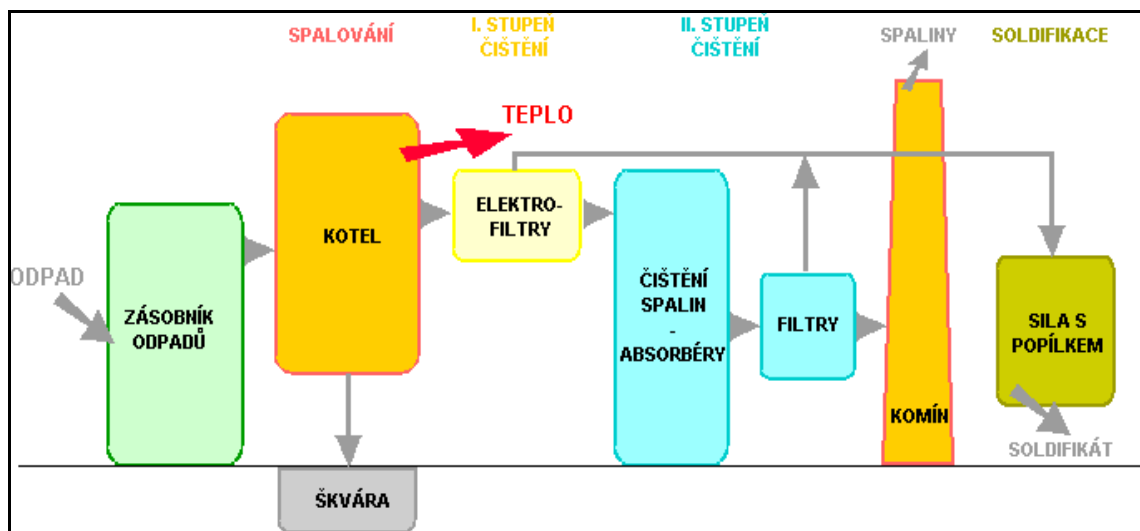 SPALOVÁNÍ
I. STUPEŇ
ČIŠTĚNÍ
II. STUPEŇ
ČIŠTĚNÍ
SPALINY
SOLDIFIKACE
TEPLO
ELEKTRO-
FILTRY
KOTEL
ODPAD
ZÁSOBNÍK
ODPADŮ
ČIŠTĚNÍ
SPALIN
-
ABSORBÉRY
FILTRY
SILA S
POPÍLKEM
KOMÍN
SOLDIFIKÁT
ŠKVÁRA